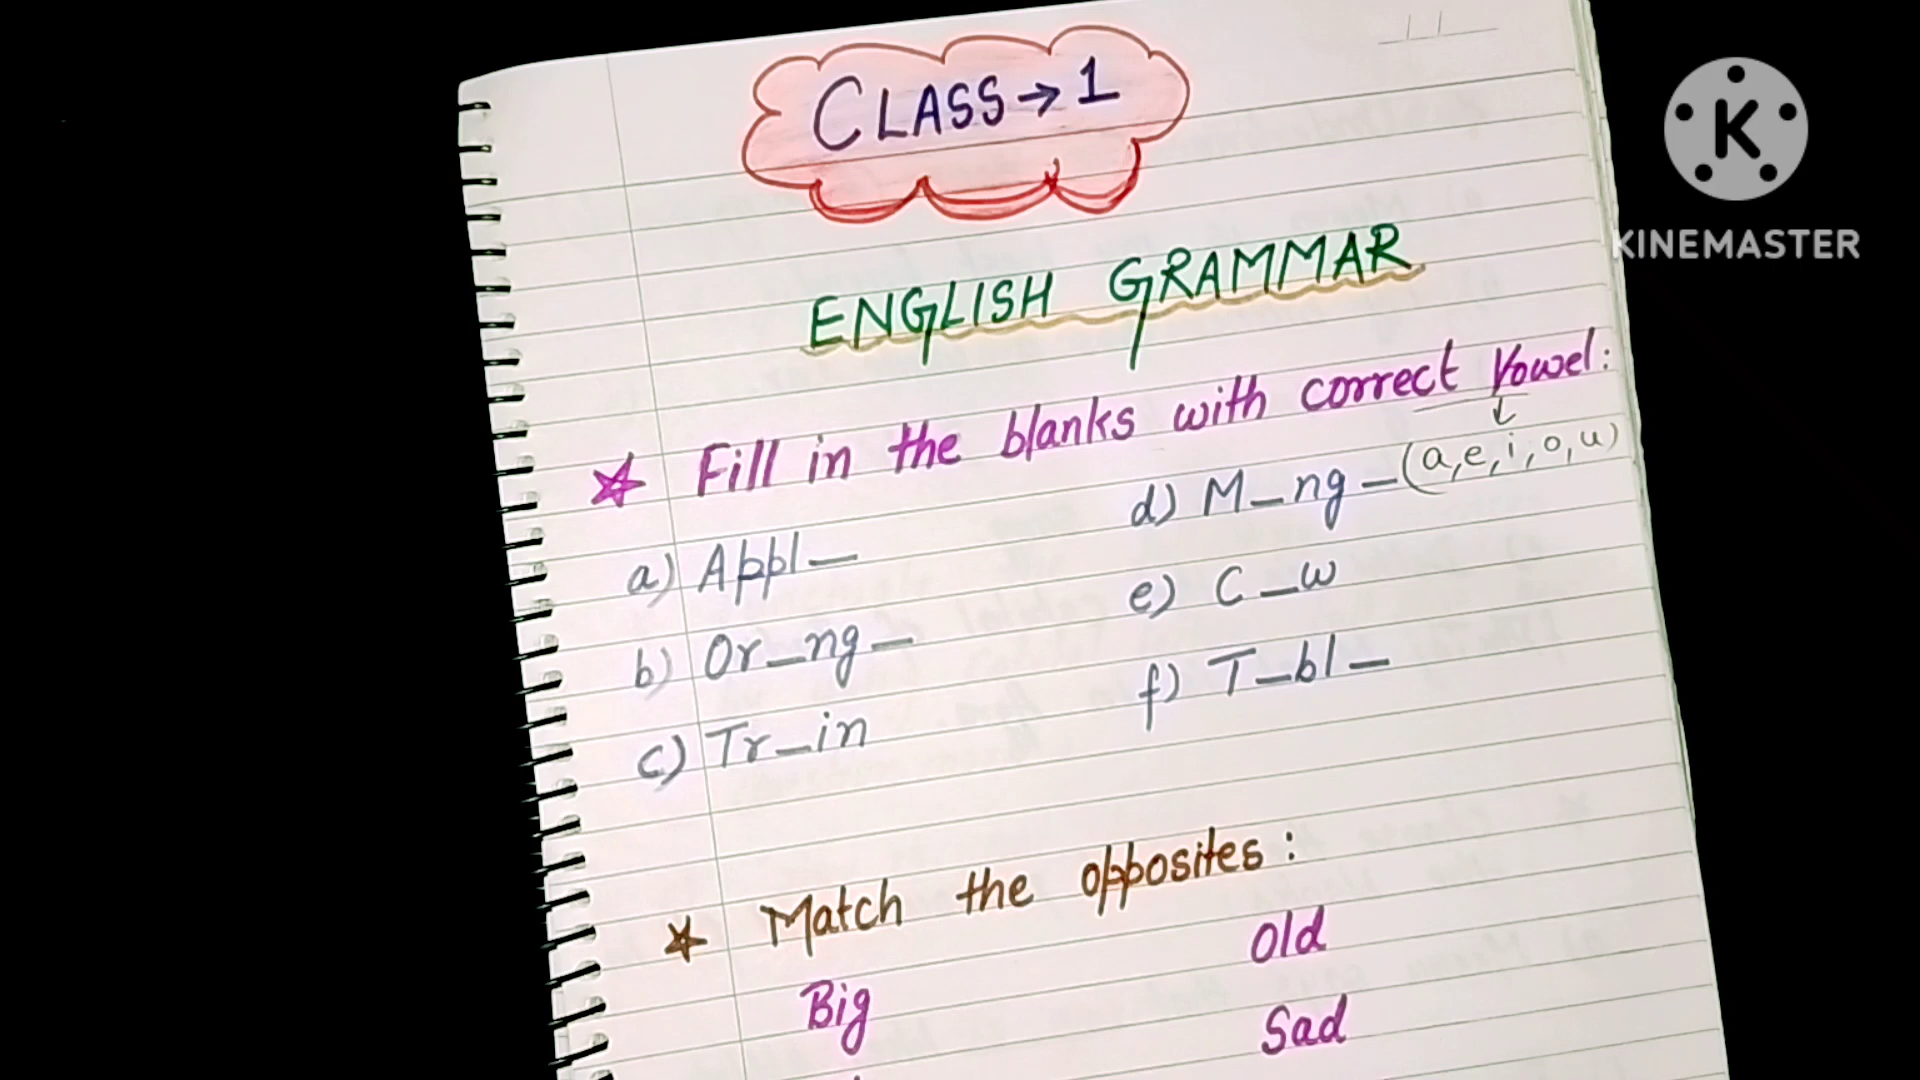 CLASS → 1
ENGLISH GRAMMAR
☆ Fill in the blanks with correct Vowel:
(a, e, i, o, u)
a) Appl_
b) Or_ng_
c) Tr_in
d) M_ng_
e) C_w
f) T_bl_
☆ Match the opposites:
Big
Old
Sad
K
KINEMASTER